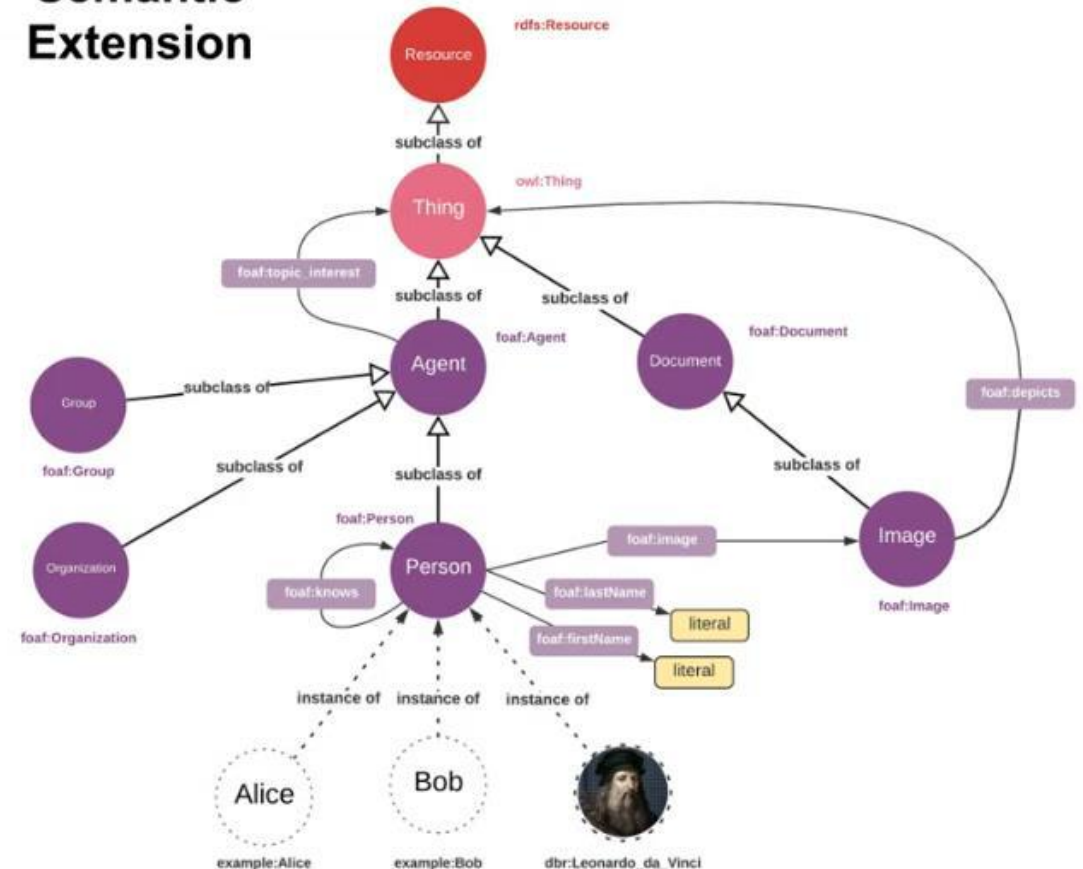 Extension
rdfs:Resource
Resource
subclass of
owl:Thing
Thing
foaf:topic_interest
subclass of
subclass of
foaf:Agent
foaf:Document
Agent
Document
Group
subclass of
foaf:depicts
foaf:Group
subclass of
subclass of
subclass of
foaf:Person
Organization
Person
foaf:image
Image
foaf:knows
foaf:lastName
foaf:Image
literal
foaf:Organization
foaf:firstName
literal
instance of
instance of
instance of
Alice
Bob
example:Alice
example:Bob
dbr:Leonardo_da_Vinci